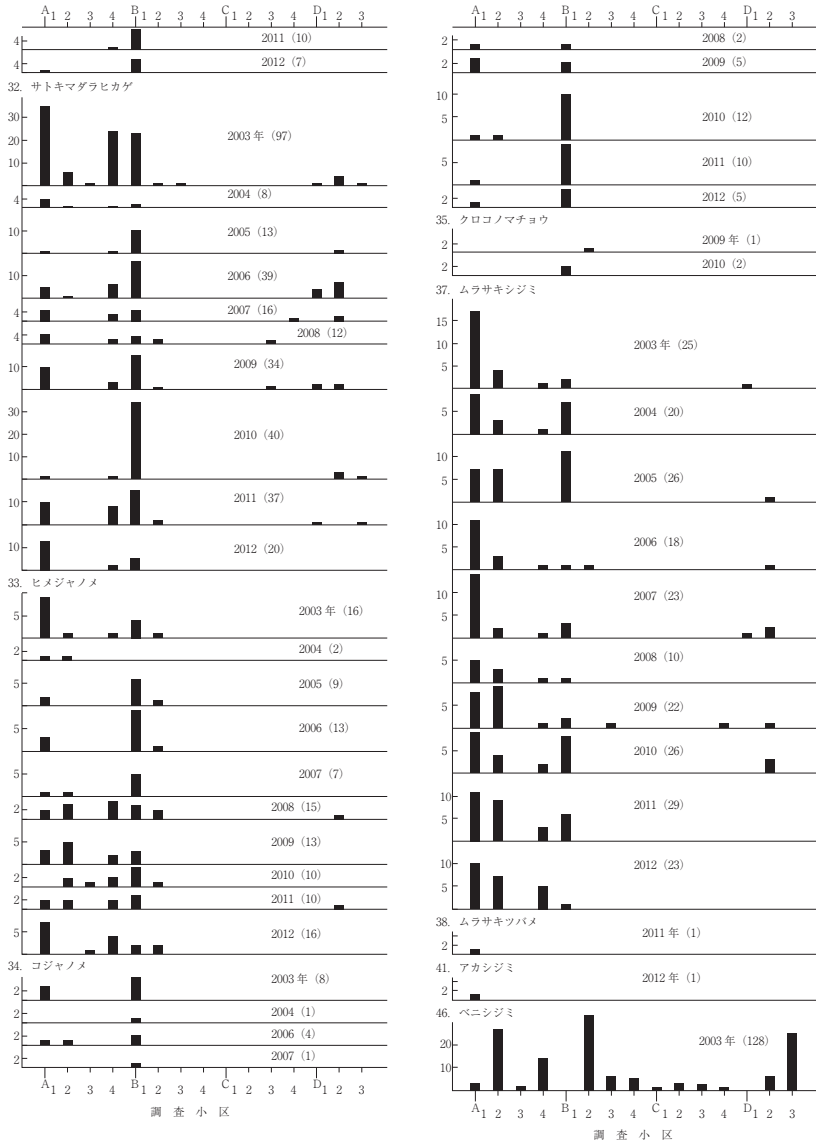 A 1 2 3 4 B 1 2 3 4 C 1 2 3 4 D 1 2 3
4 2011（10）
4 2012（7）
32. サトキマダラヒカゲ
30
20 2003 年（97）
10
4 2004（8）
10 2005（13）
10 2006（39）
4 2007（16）
4 2008（12）
10 2009（34）
30
20 2010（40）
10
10 2011（37）
10 2012（20）
33. ヒメジャノメ
5 2003 年（16）
2 2004（2）
5 2005（9）
5 2006（13）
5 2007（7）
2 2008（15）
5 2009（13）
2 2010（10）
2 2011（10）
5 2012（16）
34. コジャノメ
2 2003 年（8）
2 2004（1）
2 2006（4）
2 2007（1）
A 1 2 3 4 B 1 2 3 4 C 1 2 3 4 D 1 2 3
調 査 小 区
A 1 2 3 4 B 1 2 3 4 C 1 2 3 4 D 1 2 3
2 2008（2）
2 2009（5）
10
5 2010（12）
5 2011（10）
2 2012（5）
35. クロコノマチョウ
2 2009 年（1）
2 2010（2）
37. ムラサキシジミ
15
10 2003 年（25）
5
5 2004（20）
10
5 2005（26）
10
5 2006（18）
10
5 2007（23）
5 2008（10）
5 2009（22）
5 2010（26）
10
5 2011（29）
10 2012（23）
5
38. ムラサキツバメ
2 2011 年（1）
41. アカシジミ
2 2012 年（1）
46. ベニシジミ
20 2003 年（128）
10
A 1 2 3 4 B 1 2 3 4 C 1 2 3 4 D 1 2 3
調 査 小 区